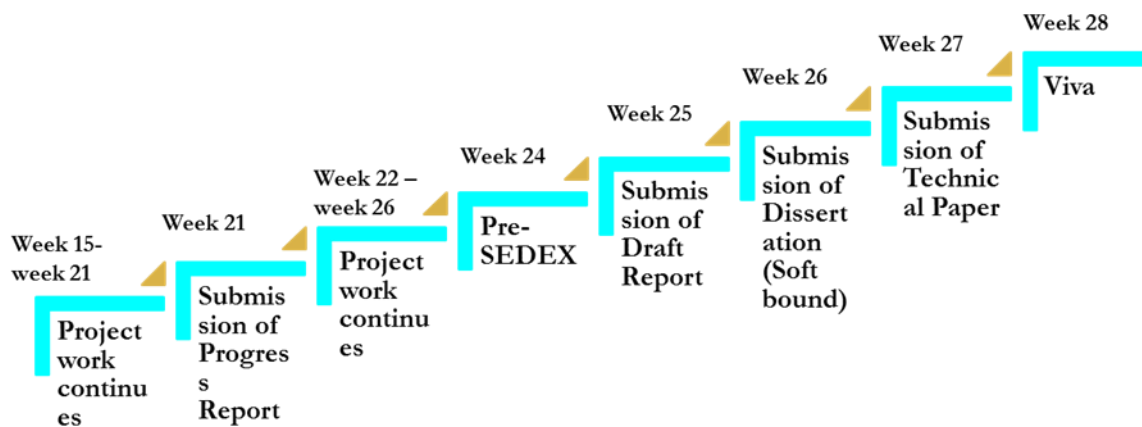 Week 15-
week 21
Project
work
continu
es
Week 21
Submis
sion of
Progres
s
Report
Week 22 –
week 26
Project
work
continu
es
Week 24
Pre-
SEDEX
Week 25
Submis
sion of
Draft
Report
Week 26
Submis
sion of
Dissert
ation
(Soft
bound)
Week 27
Submis
sion of
Technic
al Paper
Week 28
Viva